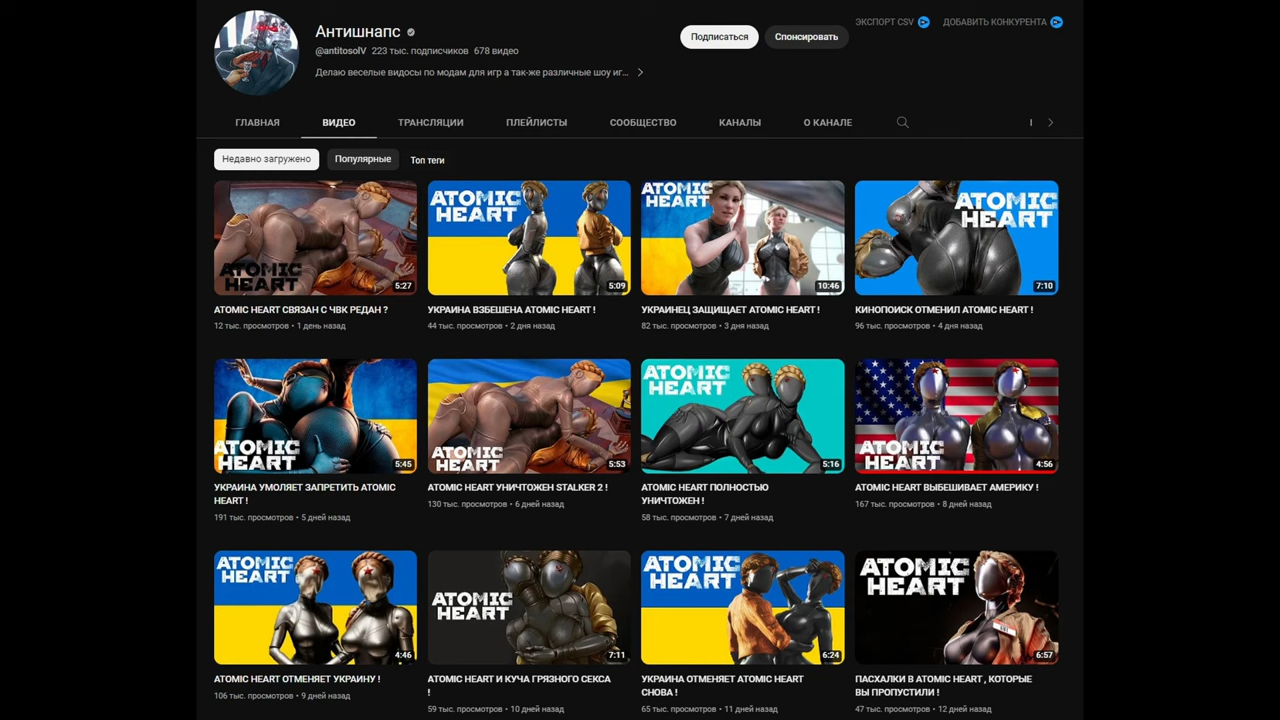 Антишнапс
@antitosolV 223 тыс. подписчиков 678 видео
Делаю веселые видосы по модам для игр а так-же различные шоу иг...
Подписаться
Спонсировать
ЭКСПОРТ CSV
ДОБАВИТЬ КОНКУРЕНТА
ГЛАВНАЯ
ВИДЕО
ТРАНСЛЯЦИИ
ПЛЕЙЛИСТЫ
СООБЩЕСТВО
КАНАЛЫ
О КАНАЛЕ
Недавно загружено
Популярные
Топ теги
ATOMIC
HEART
5:27
ATOMIC
HEART
5:09
ATOMIC
HEART
10:46
ATOMIC
HEART
7:10
ATOMIC HEART СВЯЗАН С ЧВК РЕДАН ?
12 тыс. просмотров • 1 день назад
УКРАИНА ВЗБЕШЕНА ATOMIC HEART !
44 тыс. просмотров • 2 дня назад
УКРАИНЕЦ ЗАЩИЩАЕТ ATOMIC HEART !
82 тыс. просмотров • 3 дня назад
КИНОПОИСК ОТМЕНИЛ ATOMIC HEART !
96 тыс. просмотров • 4 дня назад
ATOMIC
HEART
5:45
ATOMIC
HEART
5:53
ATOMIC
HEART
5:16
ATOMIC
HEART
4:56
УКРАИНА УМОЛЯЕТ ЗАПРЕТИТЬ ATOMIC
HEART !
191 тыс. просмотров • 5 дней назад
ATOMIC HEART УНИЧТОЖЕН STALKER 2 !
130 тыс. просмотров • 6 дней назад
ATOMIC HEART ПОЛНОСТЬЮ
УНИЧТОЖЕН !
58 тыс. просмотров • 7 дней назад
ATOMIC HEART ВЫБЕШИВАЕТ АМЕРИКУ !
167 тыс. просмотров • 8 дней назад
ATOMIC
HEART
4:46
ATOMIC
HEART
7:11
ATOMIC
HEART
6:24
ATOMIC
HEART
6:57
ATOMIC HEART ОТМЕНЯЕТ УКРАИНУ !
106 тыс. просмотров • 9 дней назад
ATOMIC HEART И КУЧА ГРЯЗНОГО СЕКСА
!
59 тыс. просмотров • 10 дней назад
УКРАИНА ОТМЕНЯЕТ ATOMIC HEART
СНОВА !
65 тыс. просмотров • 11 дней назад
ПАСХАЛКИ В ATOMIC HEART , КОТОРЫЕ
ВЫ ПРОПУСТИЛИ !
47 тыс. просмотров • 12 дней назад